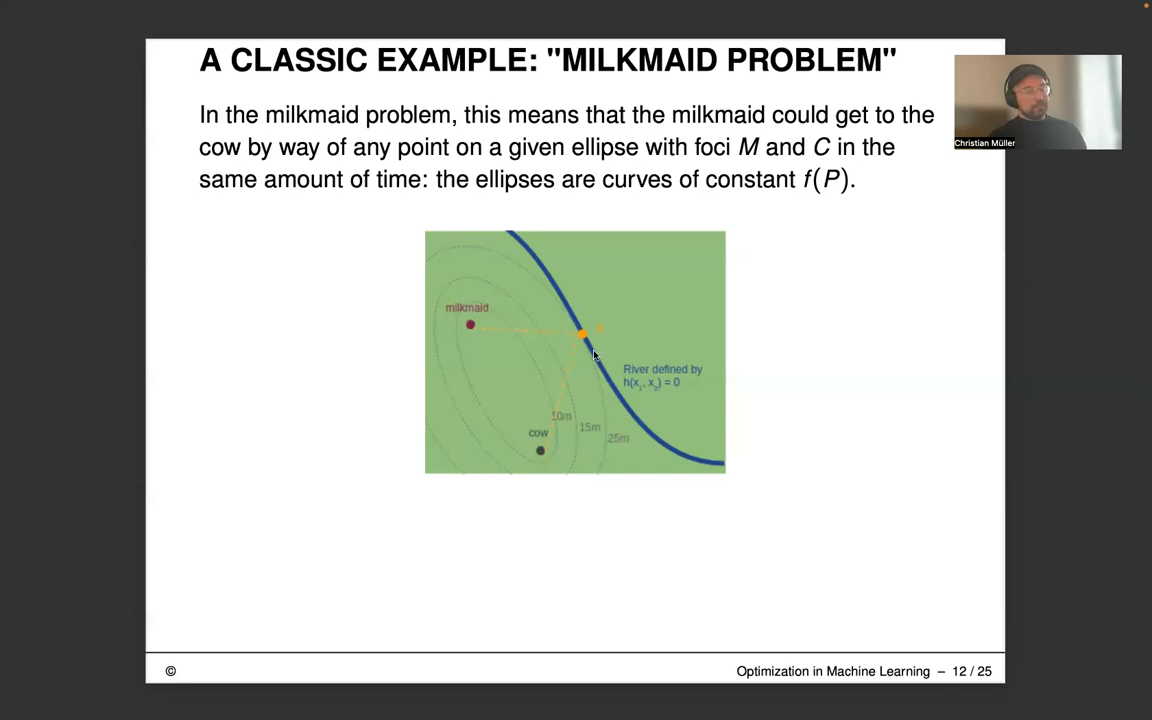 A CLASSIC EXAMPLE: "MILKMAID PROBLEM"
In the milkmaid problem, this means that the milkmaid could get to the
cow by way of any point on a given ellipse with foci M and C in the
same amount of time: the ellipses are curves of constant f(P).
Christian Müller
milkmaid
River defined by
h(x₁, x₂) = 0
10m
15m
25m
cow
© Optimization in Machine Learning – 12 / 25